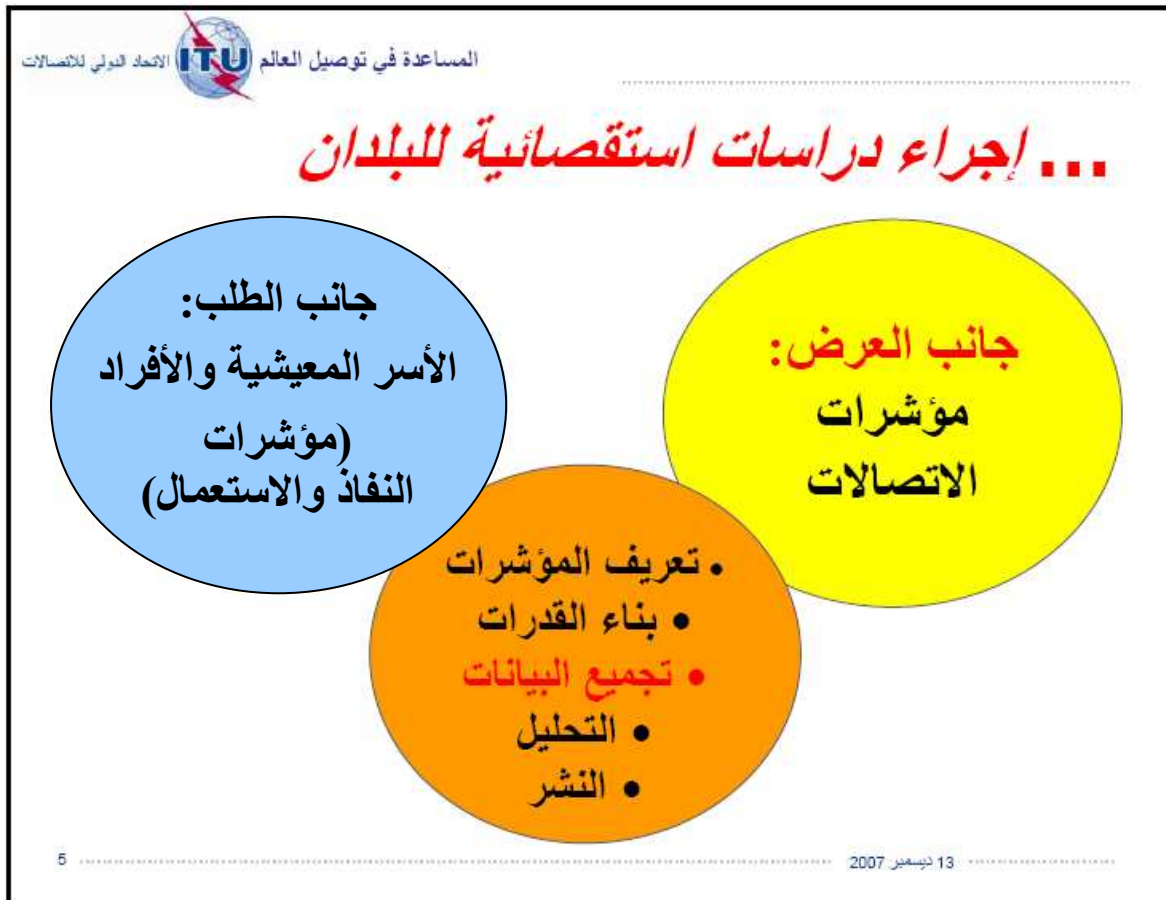 المساعدة في توصيل العالم ITU الاتحاد الدولي للاتصالات
... إجراء دراسات استقصائية للبلدان
جانب العرض:
مؤشرات
الاتصالات
جانب الطلب:
الأسر المعيشية والأفراد
(مؤشرات
النفاذ والاستعمال)
• تعريف المؤشرات
• بناء القدرات
• تجميع البيانات
• التحليل
• النشر
13 ديسمبر 2007
5